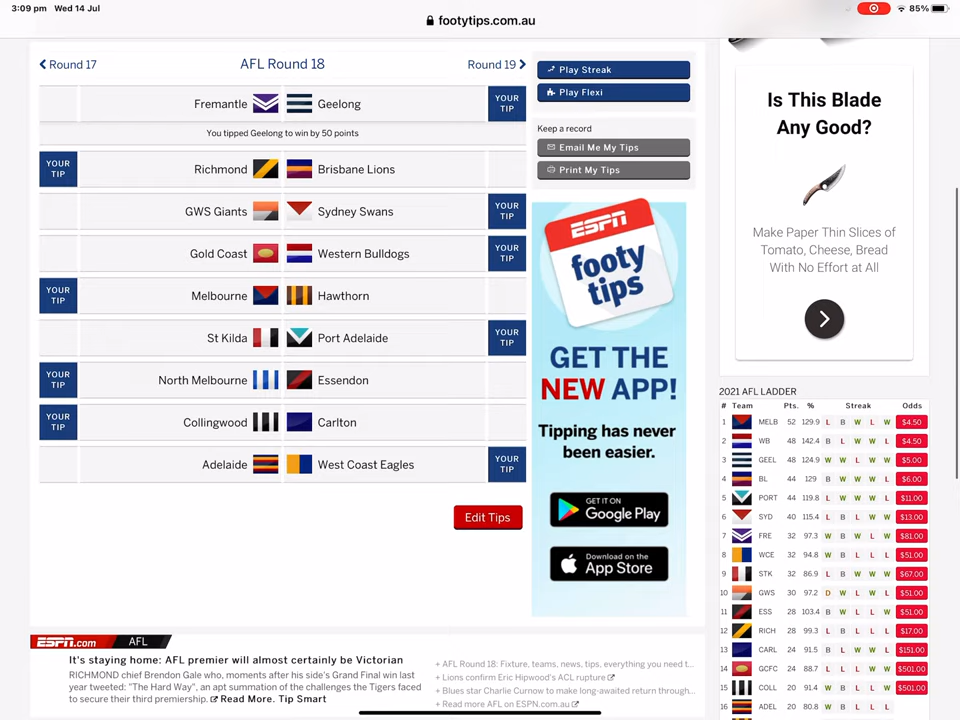 3:09 pm Wed 14 Jul
85%
footytips.com.au
Round 17
AFL Round 18
Round 19
Fremantle Geelong YOUR TIP
You tipped Geelong to win by 50 points
YOUR TIP Richmond Brisbane Lions
GWS Giants Sydney Swans YOUR TIP
Gold Coast Western Bulldogs YOUR TIP
YOUR TIP Melbourne Hawthorn
St Kilda Port Adelaide YOUR TIP
YOUR TIP North Melbourne Essendon
YOUR TIP Collingwood Carlton
Adelaide West Coast Eagles YOUR TIP
Edit Tips
Play Streak
Play Flexi
Keep a record
Email Me My Tips
Print My Tips
ESPN
footy
tips
GET THE
NEW APP!
Tipping has never
been easier.
GET IT ON
Google Play
Download on the
App Store
Is This Blade
Any Good?
Make Paper Thin Slices of
Tomato, Cheese, Bread
With No Effort at All
2021 AFL LADDER
# Team Pts. % Streak Odds
1 MELB 52 129.9 L B W L W $4.50
2 WB 48 142.4 B L W W W $4.50
3 GEEL 48 124.9 W W L W L $5.00
4 BL 44 129 B W W W L $6.00
5 PORT 44 119.8 L W W W L $11.00
6 SYD 40 115.4 L B L W W $13.00
7 FRE 32 97.3 W B W L W $81.00
8 WCE 32 94.8 W B L L L $51.00
9 STK 32 86.9 L B W W W $67.00
10 GWS 30 97.2 D W L W L $51.00
11 ESS 28 103.4 B W L L W $51.00
12 RICH 28 99.3 L B L L L $17.00
13 CARL 24 91.5 B L W W L $151.00
14 GCFC 24 88.7 L L L W W $501.00
15 COLL 20 91.4 W B L L W $501.00
16 ADEL 20 80.8 W B L L L
ESPN.com AFL
It's staying home: AFL premier will almost certainly be Victorian
RICHMOND chief Brendon Gale who, moments after his side's Grand Final win last
year tweeted: "The Hard Way", an apt summation of the challenges the Tigers faced
to secure their third premiership. Read More. Tip Smart
+ AFL Round 18: Fixture, teams, news, tips, everything you need t...
+ Lions confirm Eric Hipwood's ACL rupture
+ Blues star Charlie Curnow to make long-awaited return through...
+ Read more AFL on ESPN.com.au